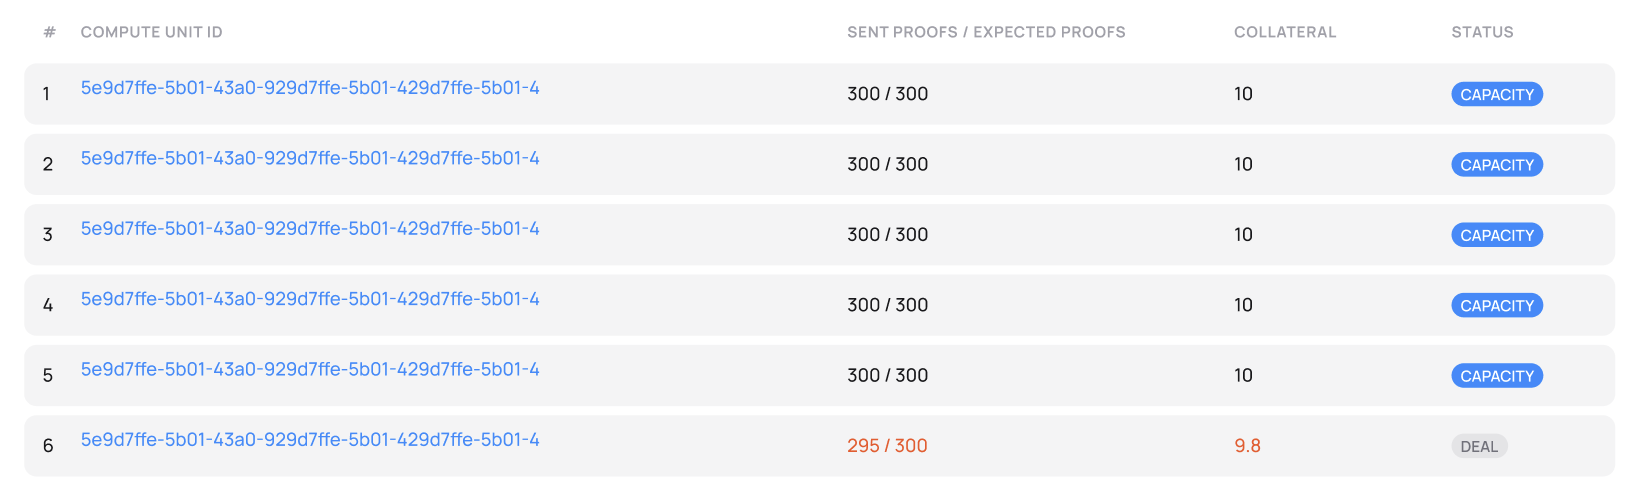 # COMPUTE UNIT ID SENT PROOFS / EXPECTED PROOFS COLLATERAL STATUS
1 5e9d7ffe-5b01-43a0-929d7ffe-5b01-429d7ffe-5b01-4 300 / 300 10 CAPACITY
2 5e9d7ffe-5b01-43a0-929d7ffe-5b01-429d7ffe-5b01-4 300 / 300 10 CAPACITY
3 5e9d7ffe-5b01-43a0-929d7ffe-5b01-429d7ffe-5b01-4 300 / 300 10 CAPACITY
4 5e9d7ffe-5b01-43a0-929d7ffe-5b01-429d7ffe-5b01-4 300 / 300 10 CAPACITY
5 5e9d7ffe-5b01-43a0-929d7ffe-5b01-429d7ffe-5b01-4 300 / 300 10 CAPACITY
6 5e9d7ffe-5b01-43a0-929d7ffe-5b01-429d7ffe-5b01-4 295 / 300 9.8 DEAL